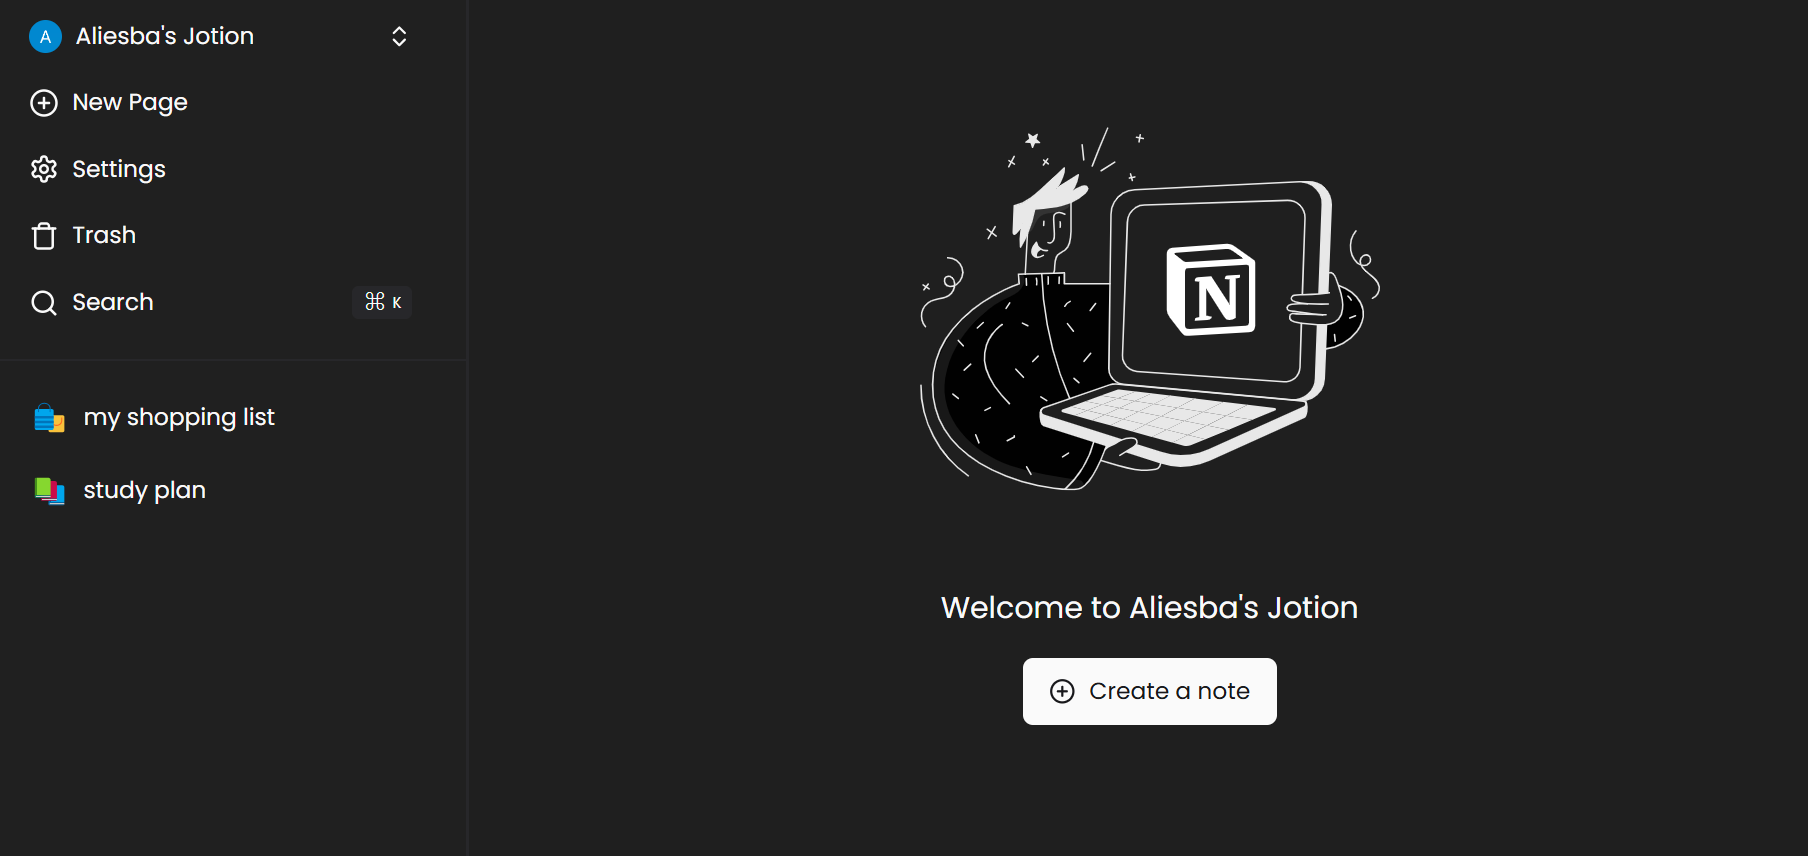 A Aliesba's Jotion
New Page
Settings
Trash
Search ⌘ K
my shopping list
study plan
N
Welcome to Aliesba's Jotion
Create a note